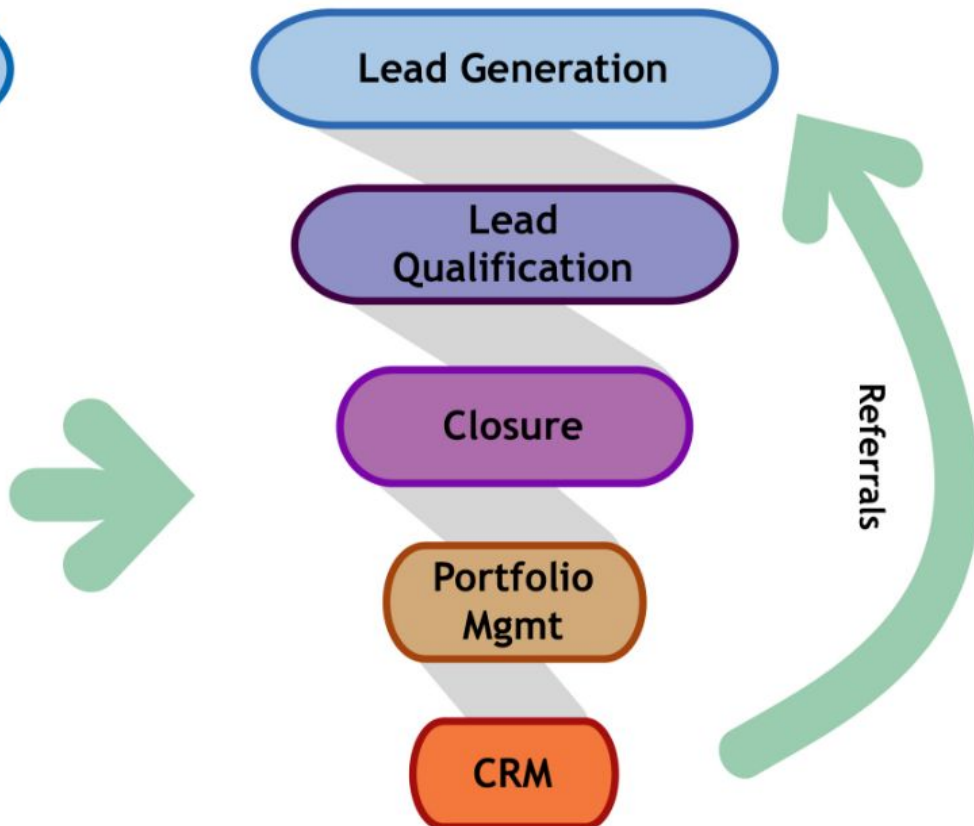 Lead Generation
Lead
Qualification
Closure
Referrals
Portfolio
Mgmt
CRM